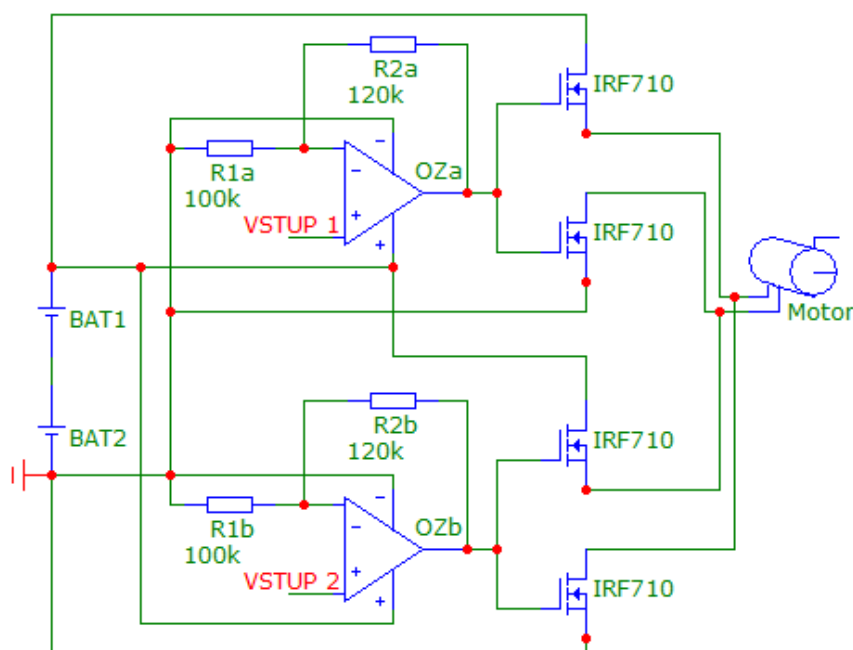 R2a
120k
IRF710
R1a
100k
OZa
VSTUP 1
IRF710
BAT1
Motor
BAT2
R2b
120k
IRF710
R1b
100k
OZb
VSTUP 2
IRF710